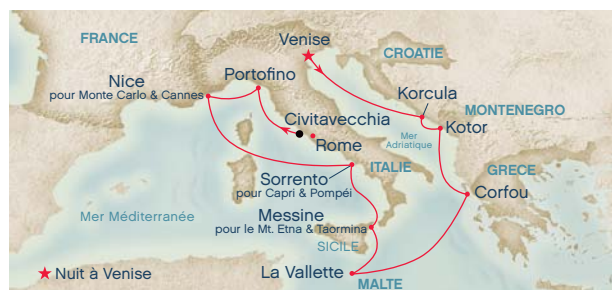 FRANCE
Venise
CROATIE
Nice
pour Monte Carlo & Cannes
Portofino
Korcula
MONTENEGRO
Civitavecchia
Kotor
Mer
Adriatique
Rome
ITALIE
GRECE
Sorrento
pour Capri & Pompéi
Corfou
Mer Méditerranée
Messine
pour le Mt. Etna & Taormina
SICILE
La Vallette
MALTE
★ Nuit à Venise